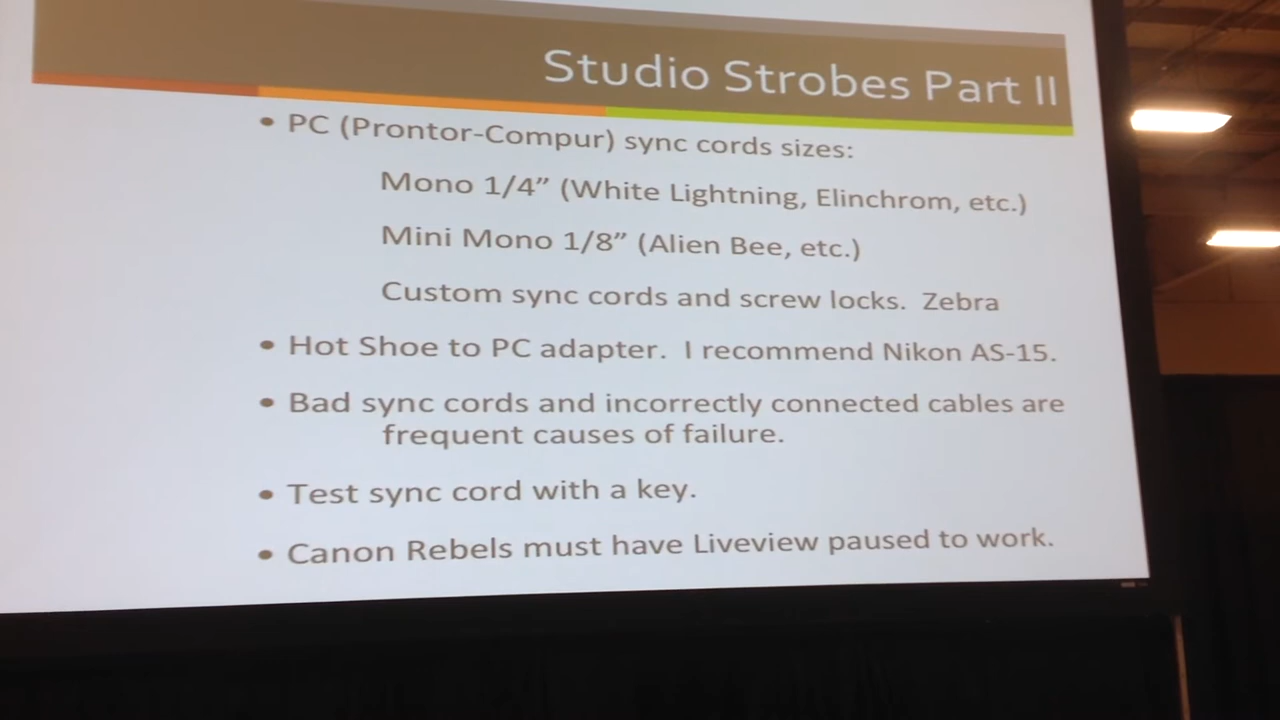 Studio Strobes Part II
• PC (Prontor-Compur) sync cords sizes:
Mono 1/4” (White Lightning, Elinchrom, etc.)
Mini Mono 1/8” (Alien Bee, etc.)
Custom sync cords and screw locks.  Zebra
• Hot Shoe to PC adapter.  I recommend Nikon AS-15.
• Bad sync cords and incorrectly connected cables are
frequent causes of failure.
• Test sync cord with a key.
• Canon Rebels must have Liveview paused to work.